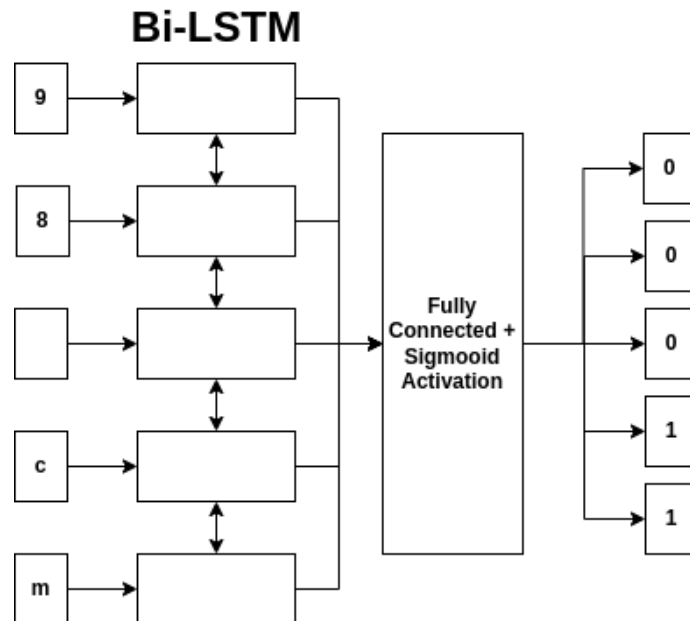 Bi-LSTM
9
8
c
m
Fully
Connected +
Sigmooid
Activation
0
0
0
1
1